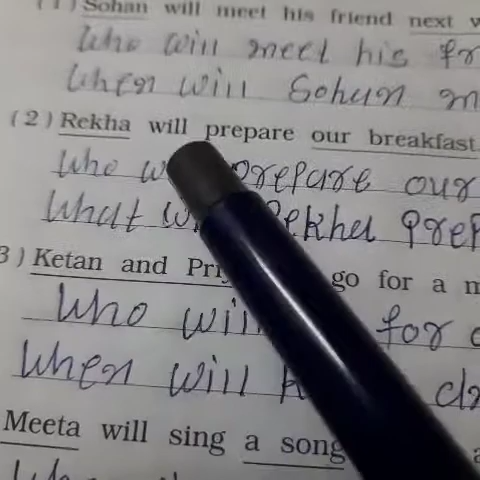 (1) Sohan will meet his friend next
Who will meet his
When will Sohan
(2) Rekha will prepare our breakfast
Who prepare our
What Rekha
3) Ketan and go for a
Who will for
When will
Meeta will sing a song